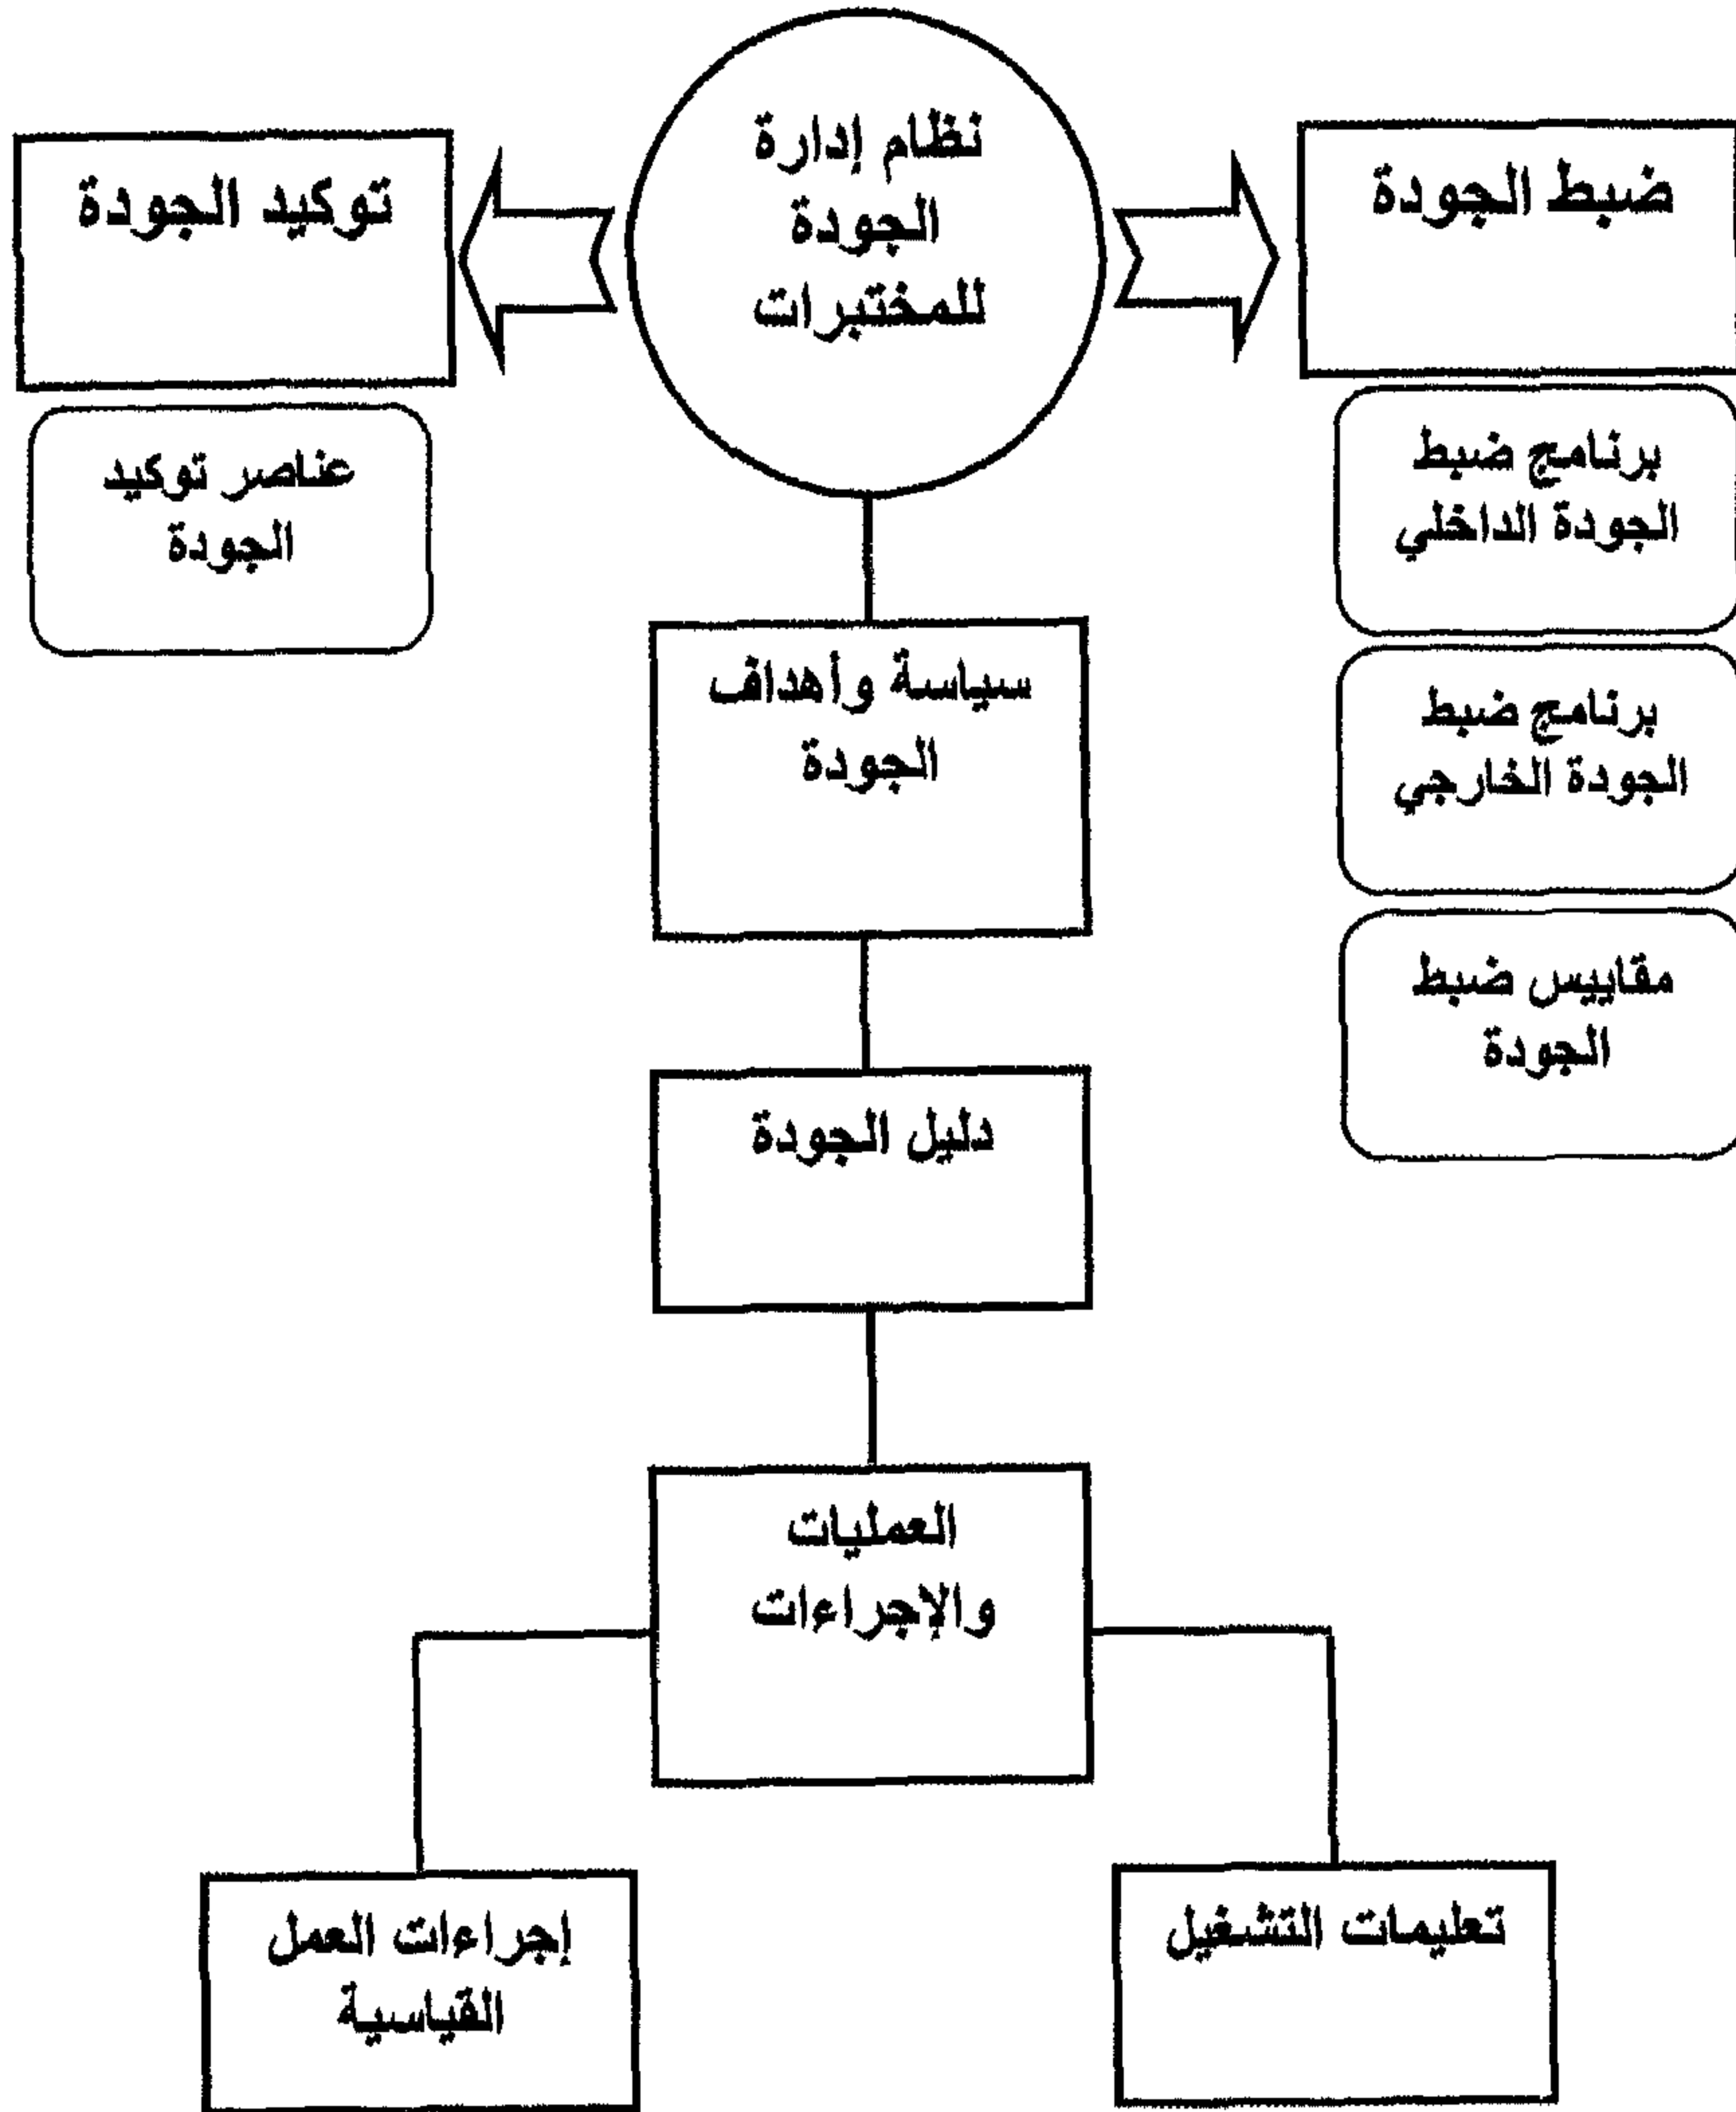 نظام إدارة
الجودة
للمختبرات
ضبط الجودة
برنامج ضبط
الجودة الداخلي
برنامج ضبط
الجودة الخارجي
مقاييس ضبط
الجودة
توكيد الجودة
عناصر توكيد
الجودة
سياسة وأهداف
الجودة
دليل الجودة
العمليات
والإجراءات
تعليمات التشغيل
إجراءات العمل
القياسية